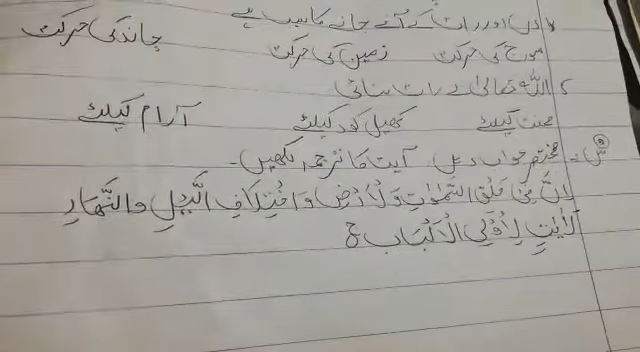 دن اور رات کے آنے جانے کا سبب ہے
سورج کی حرکت زمین کی حرکت چاند کی حرکت
اللہ تعالیٰ نے رات بنائی
محنت کیلئے کھیل کود کیلئے آرام کیلئے
س۔ مختصر جواب دیں۔ آیت کا ترجمہ لکھیں۔
اِنَّ فِیْ خَلْقِ السَّمٰوٰتِ وَالْاَرْضِ وَاخْتِلَافِ الَّیْلِ وَالنَّهَارِ
لَاٰیٰتٍ لِّاُولِی الْاَلْبَابِ